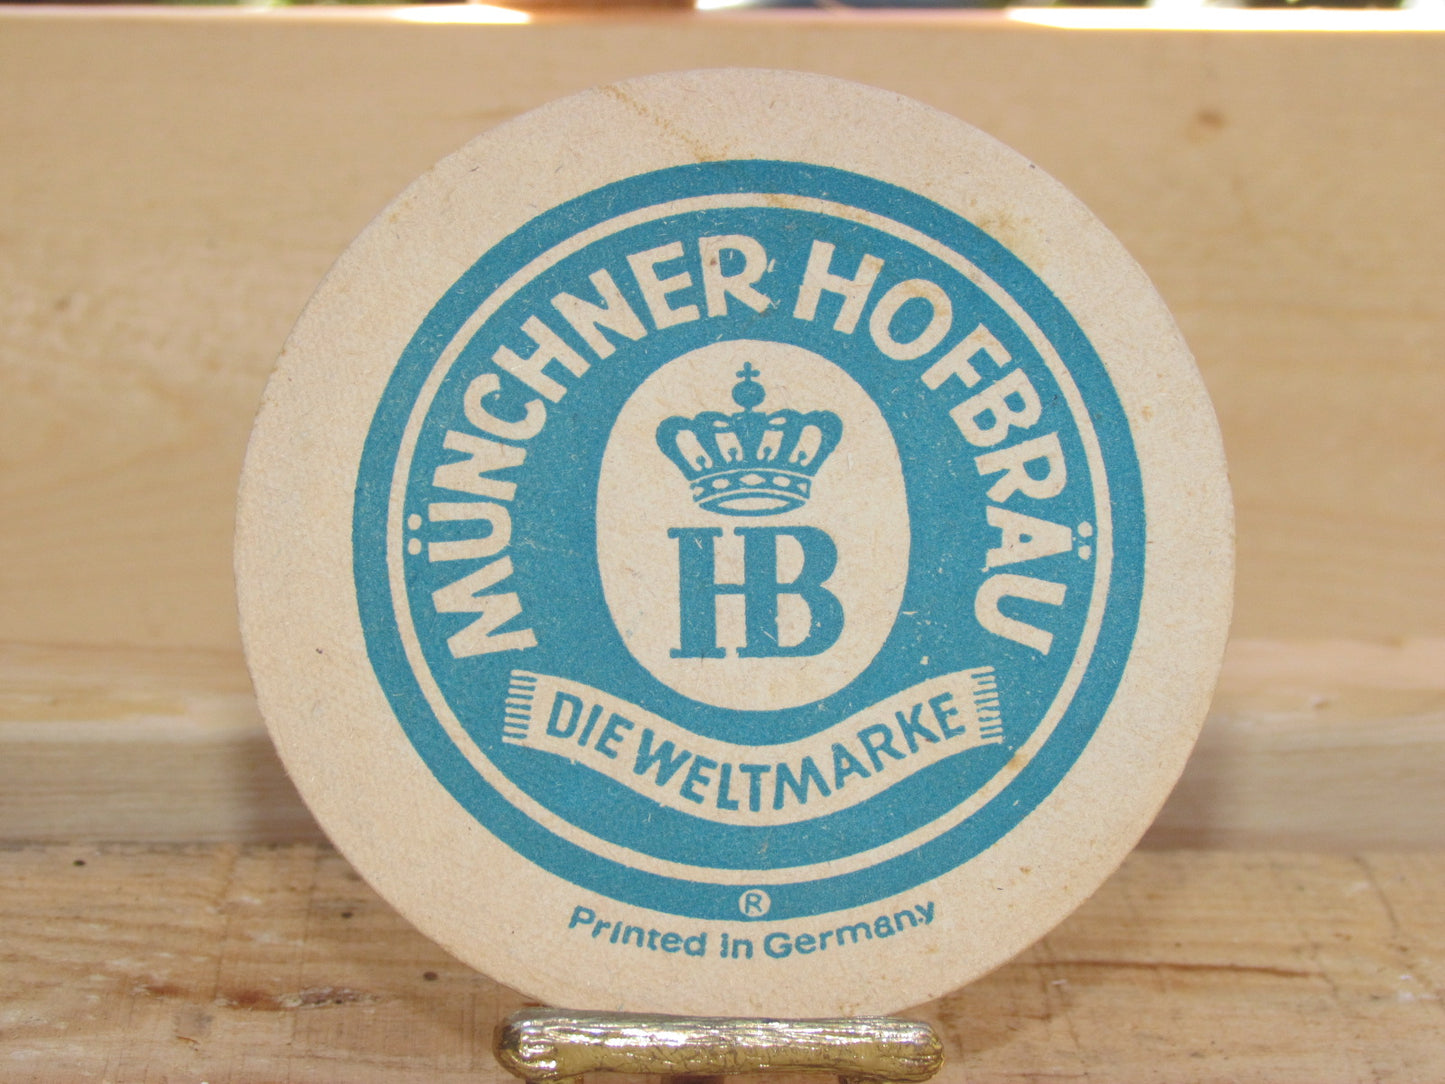 MÜNCHNER HOFBRÄU
HB
DIE WELTMARKE
®
Printed in Germany